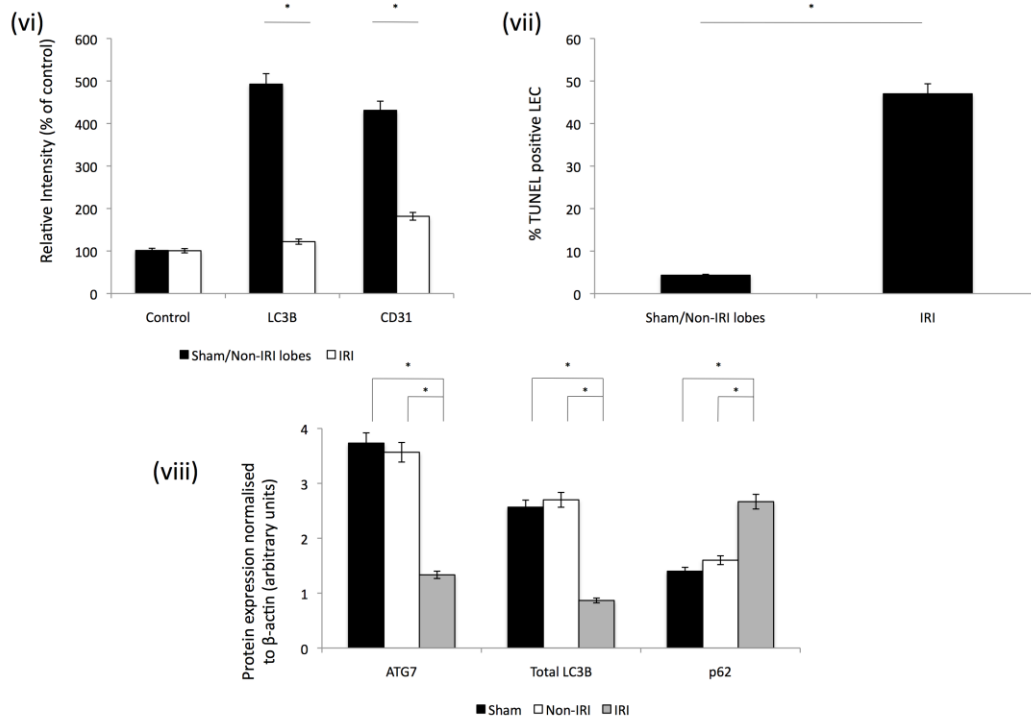 (vi)
*
*
Relative Intensity (% of control)
600
500
400
300
200
100
0
Control
LC3B
CD31
Sham/Non-IRI lobes
IRI
(vii)
*
% TUNEL positive LEC
60
50
40
30
20
10
0
Sham/Non-IRI lobes
IRI
(viii)
*
*
*
*
*
*
Protein expression normalised
to β-actin (arbitrary units)
4
3
2
1
0
ATG7
Total LC3B
p62
Sham
Non-IRI
IRI